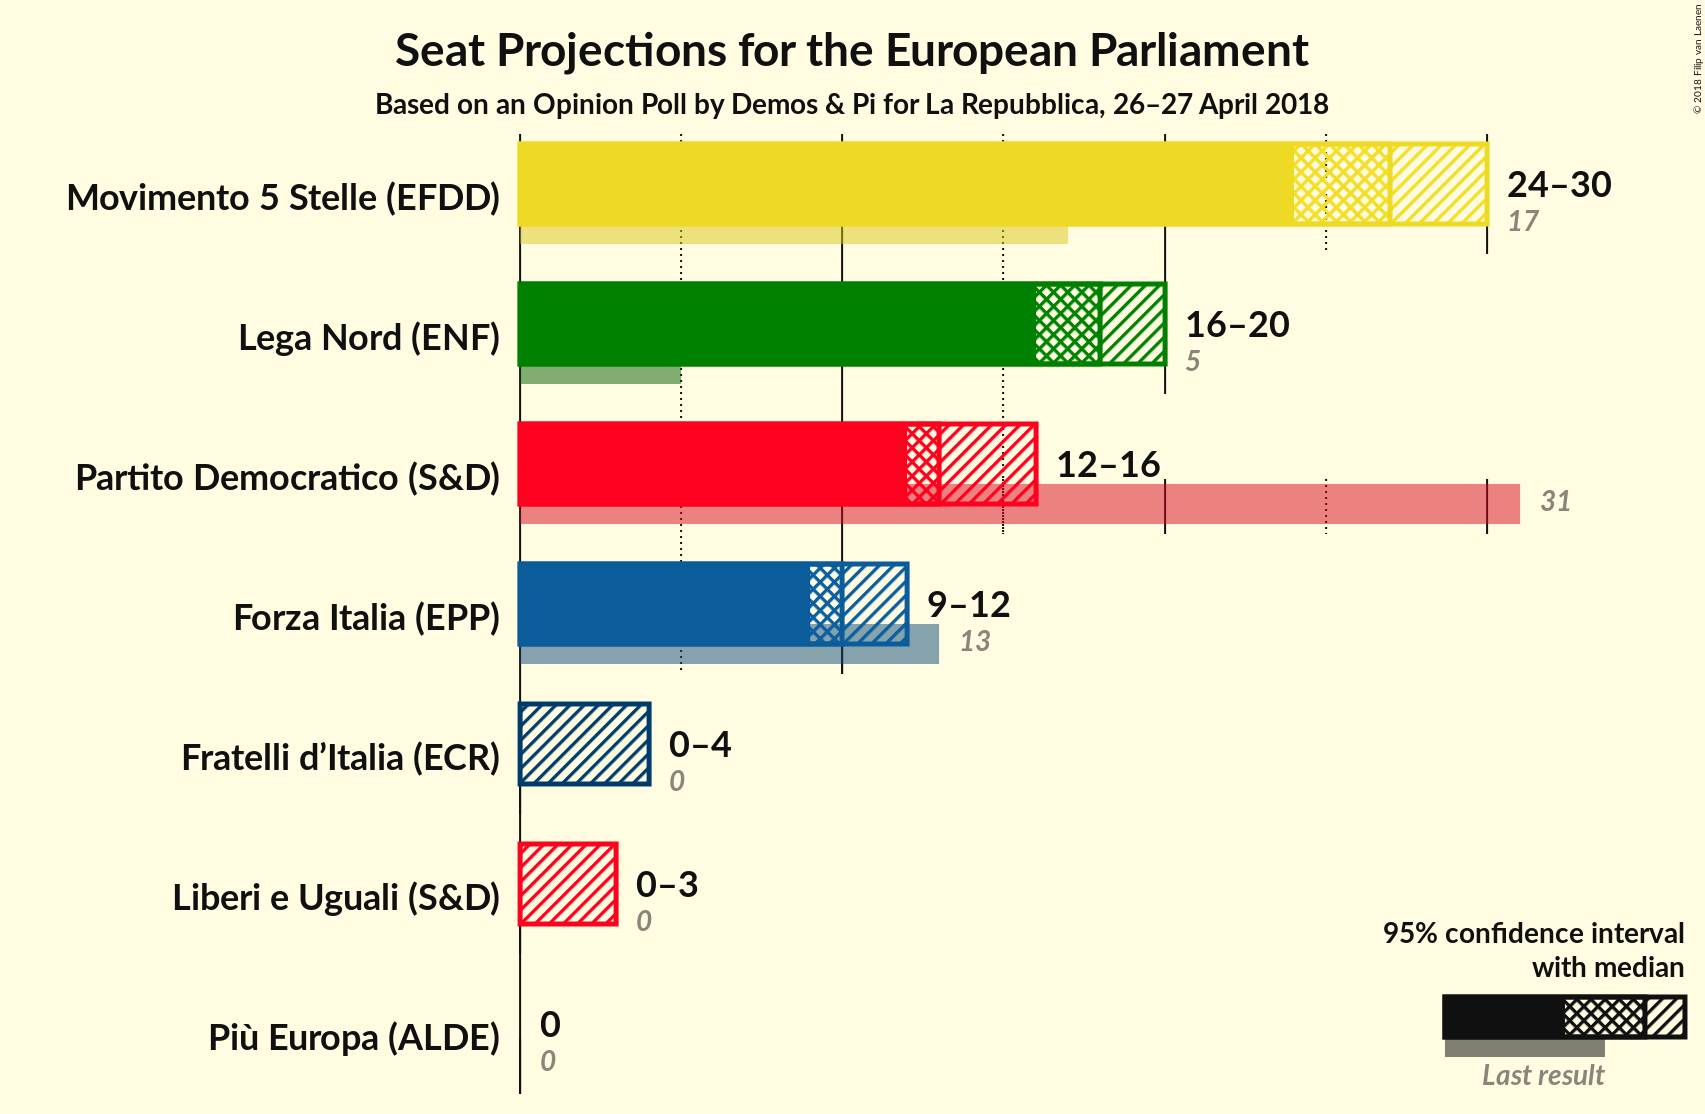 Seat Projections for the European Parliament
Based on an Opinion Poll by Demos & Pi for La Repubblica, 26–27 April 2018
© 2018 Filip van Laenen
Movimento 5 Stelle (EFDD)
24–30
17
Lega Nord (ENF)
16–20
5
Partito Democratico (S&D)
12–16
31
Forza Italia (EPP)
9–12
13
Fratelli d’Italia (ECR)
0–4
0
Liberi e Uguali (S&D)
0–3
0
Più Europa (ALDE)
0
0
95% confidence interval
with median
Last result